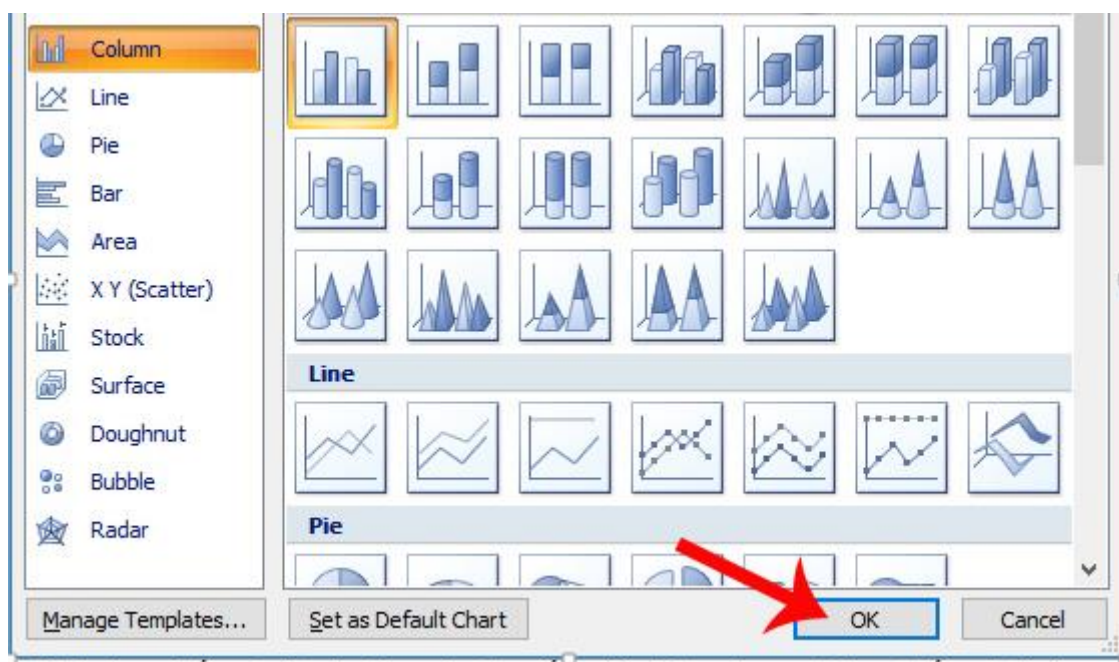 Column
Line
Pie
Bar
Area
X Y (Scatter)
Stock
Surface
Doughnut
Bubble
Radar
Line
Pie
Manage Templates...
Set as Default Chart
OK
Cancel